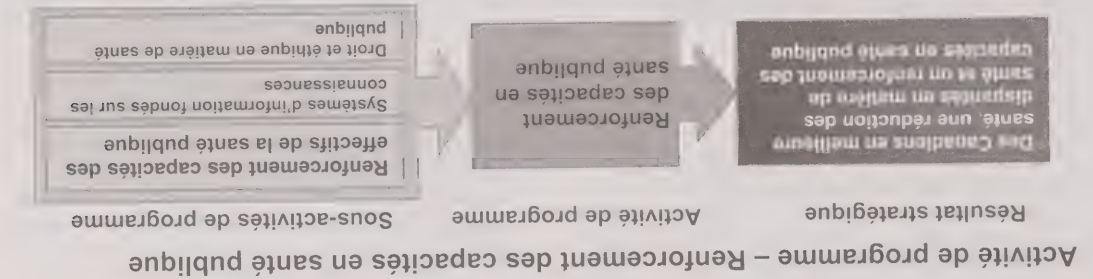 Activité de programme – Renforcement des capacités en santé publique
Résultat stratégique
Activité de programme
Sous-activités de programme
Des Canadiens en meilleure
santé, une réduction des
disparités en matière de
santé et un renforcement des
capacités en santé publique
Renforcement
des capacités en
santé publique
Renforcement des capacités des
effectifs de la santé publique
Systèmes d'information fondés sur les
connaissances
Droit et éthique en matière de santé
publique